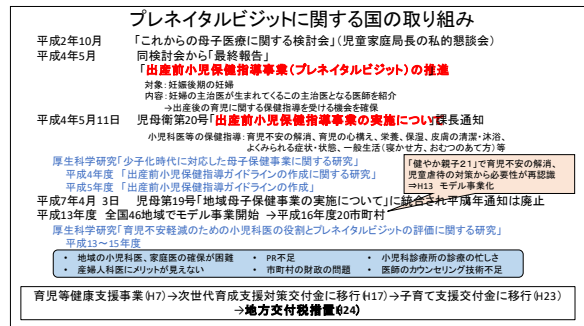 プレネイタルビジットに関する国の取り組み
平成2年10月 「これからの母子医療に関する検討会」（児童家庭局長の私的懇談会）
平成4年5月 同検討会から「最終報告」
「出産前小児保健指導事業（プレネイタルビジット）の推進
対象：妊娠後期の妊婦
内容：妊婦の主治医が生まれてくるこの主治医となる医師を紹介
→出産後の育児に関する保健指導を受ける機会を確保
平成4年5月11日 児母衛第20号「出産前小児保健指導事業の実施について」課長通知
小児科医等の保健指導：育児不安の解消、育児の心構え、栄養、保温、皮膚の清潔・沐浴、
よくみられる症状・状態、一般生活（寝かせ方、おむつのあて方）等
厚生科学研究「少子化時代に対応した母子保健事業に関する研究」
平成4年度 「出産前小児保健指導ガイドラインの作成に関する研究」
平成5年度 「出産前小児保健指導ガイドラインの作成」
「健やか親子２１」で育児不安の解消、
児童虐待の対策から必要性が再認識
⇒H13 モデル事業化
平成7年4月 3日 児母第19号「地域母子保健事業の実施について」に統合され平成4年通知は廃止
平成13年度 全国46地域でモデル事業開始 →平成16年度20市町村
厚生科学研究「育児不安軽減のための小児科医の役割とプレネイタルビジットの評価に関する研究」
平成13～15年度
• 地域の小児科医、家庭医の確保が困難
• 産婦人科医にメリットが見えない
• PR不足
• 市町村の財政の問題
• 小児科診療所の診療の忙しさ
• 医師のカウンセリング技術不足
育児等健康支援事業（H7）→次世代育成支援対策交付金に移行（H17）→子育て支援交付金に移行（H23）
→地方交付税措置（H24）